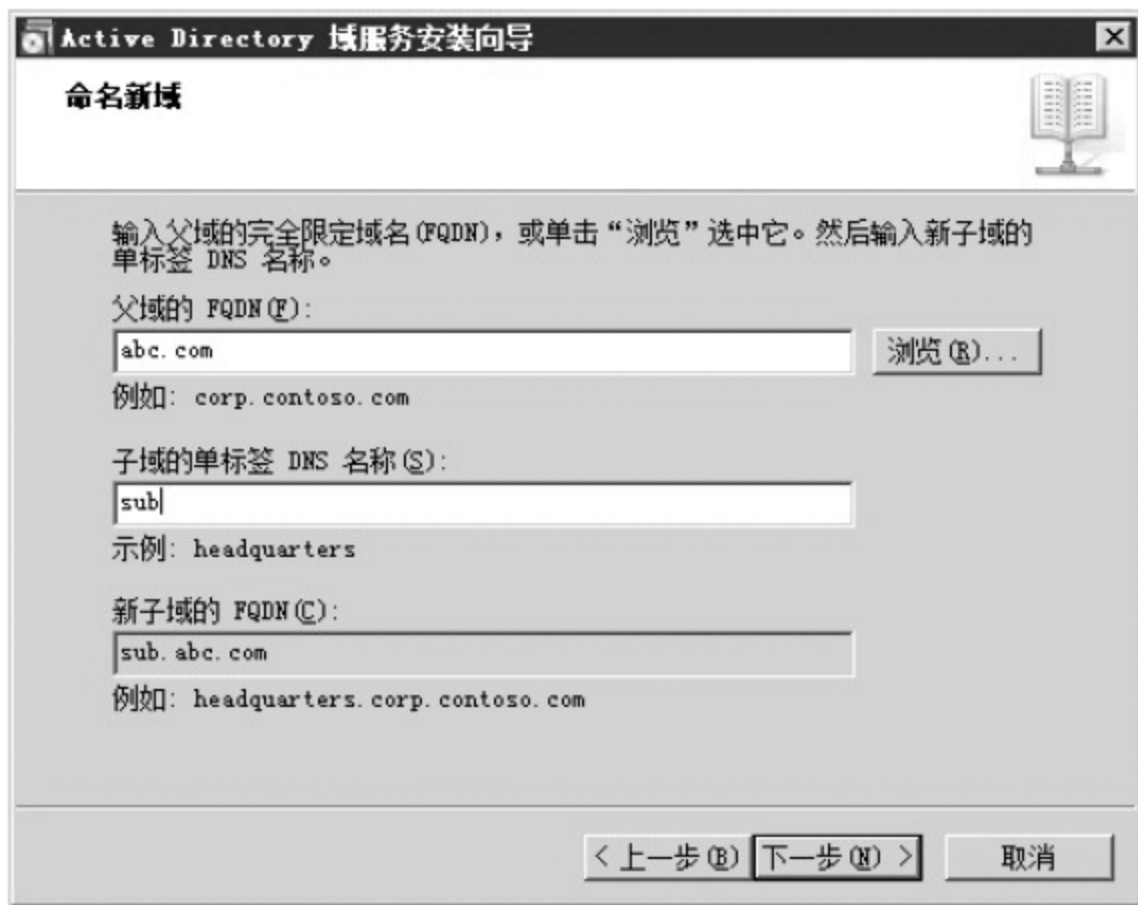 Active Directory 域服务安装向导
命名新域
输入父域的完全限定域名(FQDN)，或单击“浏览”选中它。然后输入新子域的
单标签 DNS 名称。
父域的 FQDN(F):
abc.com
浏览(R)...
例如: corp.contoso.com
子域的单标签 DNS 名称(S):
sub
示例: headquarters
新子域的 FQDN(C):
sub.abc.com
例如: headquarters.corp.contoso.com
< 上一步(B) 下一步(N) > 取消